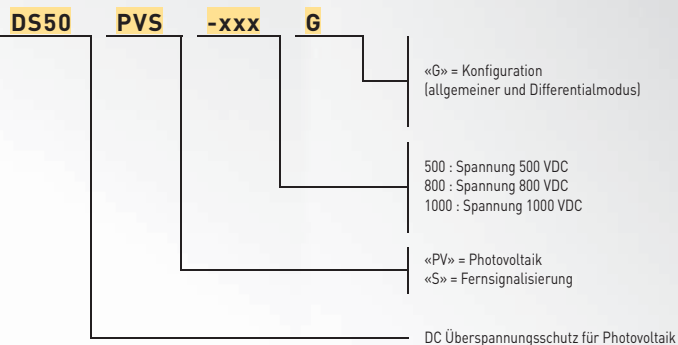 DS50 PVS -xxx G
«G» = Konfiguration
(allgemeiner und Differentialmodus)
500 : Spannung 500 VDC
800 : Spannung 800 VDC
1000 : Spannung 1000 VDC
«PV» = Photovoltaik
«S» = Fernsignalisierung
DC Überspannungsschutz für Photovoltaik